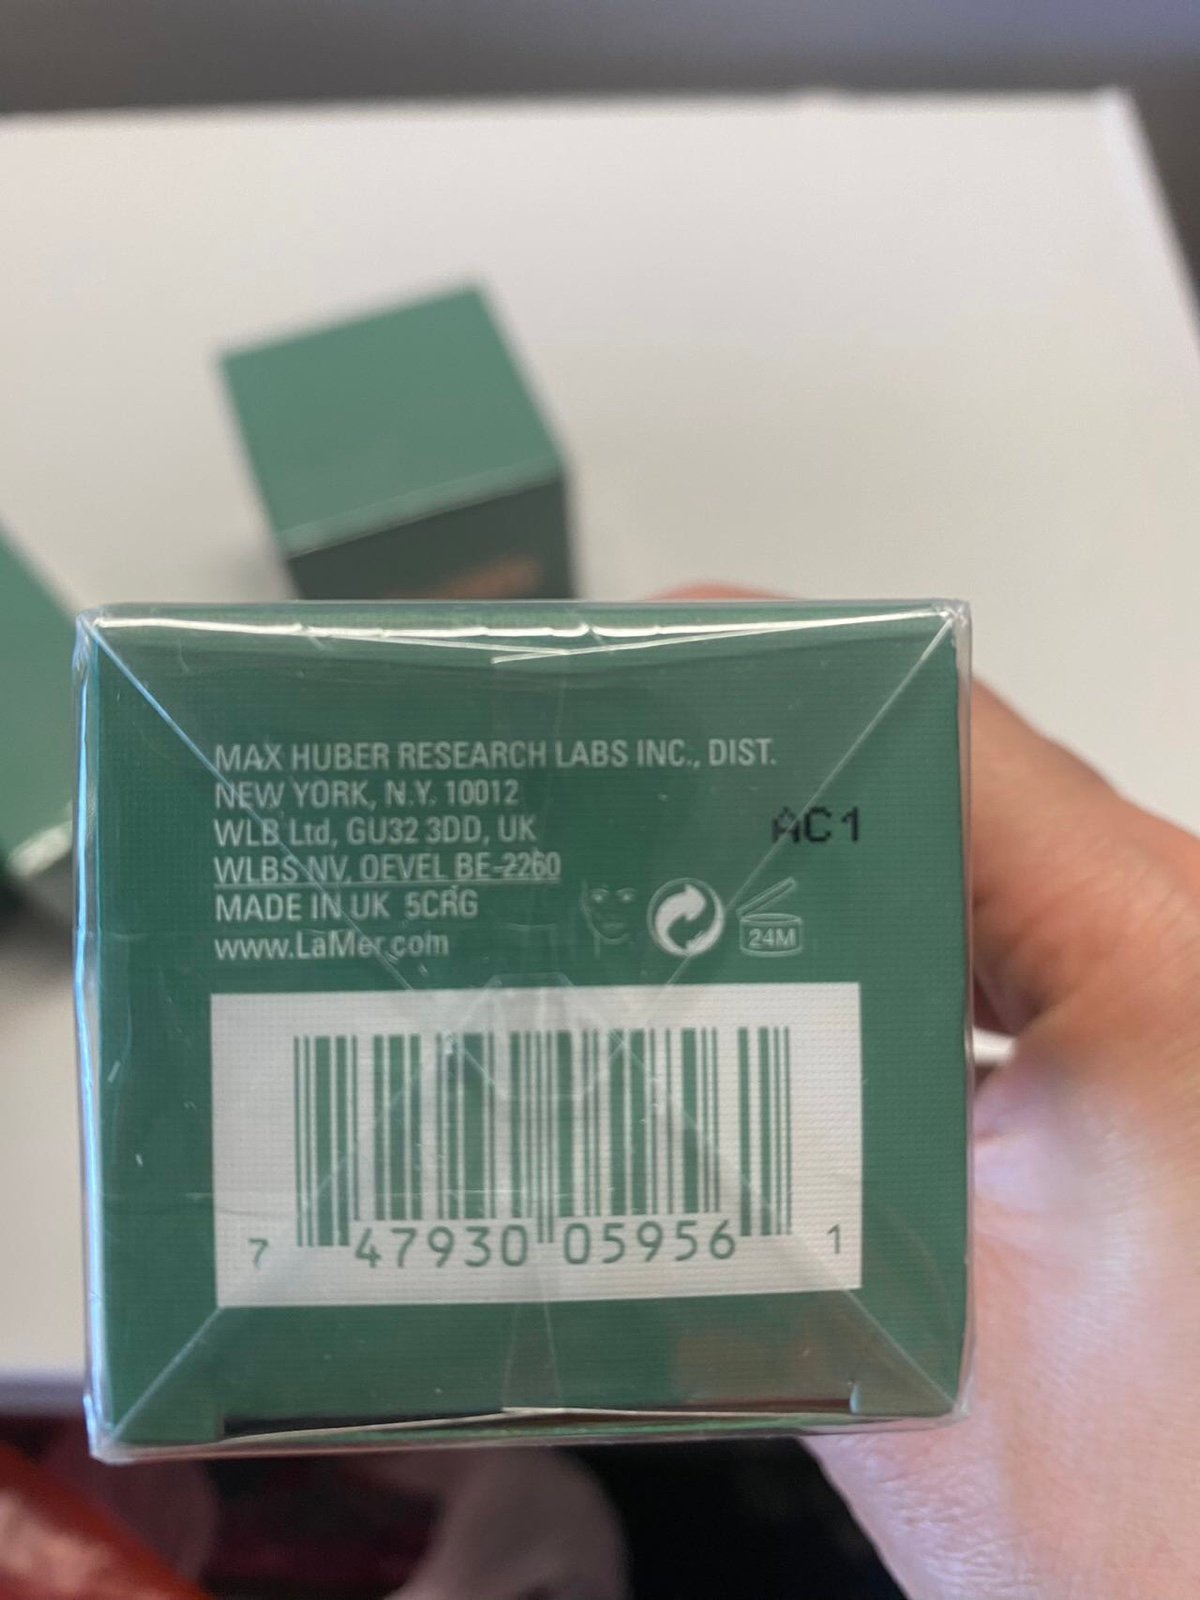 MAX HUBER RESEARCH LABS INC., DIST.
NEW YORK, N.Y. 10012
WLB Ltd, GU32 3DD, UK
WLBS NV, OEVEL BE-2260
MADE IN UK 5CRG
www.LaMer.com
AC1
24M
7 47930 05956 1